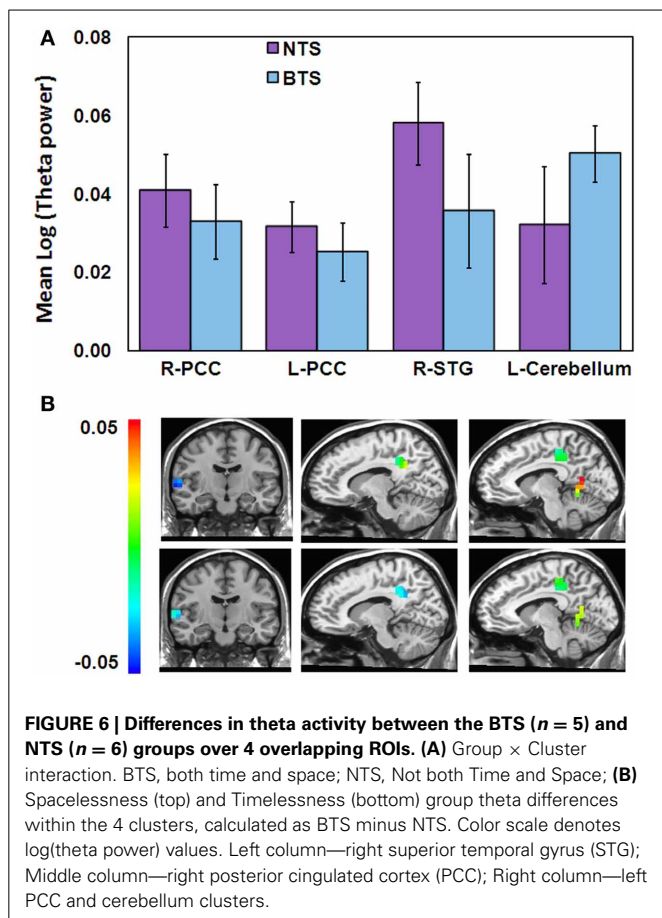 A
0.08
0.06
0.04
0.02
0.00
Mean Log (Theta power)
NTS
BTS
R-PCC L-PCC R-STG L-Cerebellum
B
0.05
-0.05
FIGURE 6 | Differences in theta activity between the BTS (n = 5) and
NTS (n = 6) groups over 4 overlapping ROIs. (A) Group × Cluster
interaction. BTS, both time and space; NTS, Not both Time and Space; (B)
Spacelessness (top) and Timelessness (bottom) group theta differences
within the 4 clusters, calculated as BTS minus NTS. Color scale denotes
log(theta power) values. Left column—right superior temporal gyrus (STG);
Middle column—right posterior cingulated cortex (PCC); Right column—left
PCC and cerebellum clusters.